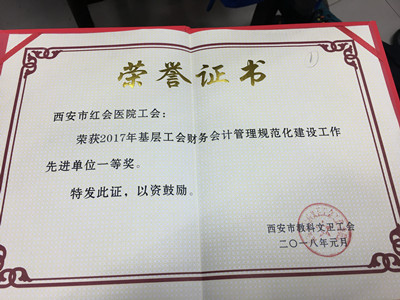 荣誉证书
西安市红会医院工会：
荣获2017年基层工会财务会计管理规范化建设工作
先进单位一等奖。
特发此证，以资鼓励。
西安市教科文卫工会
二〇一八年元月